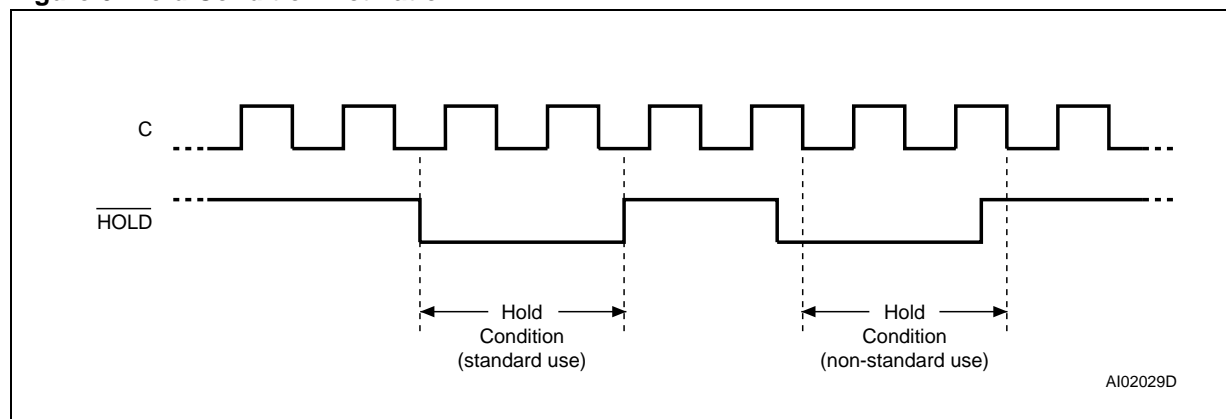 C
HOLD
Hold
Condition
(standard use)
Hold
Condition
(non-standard use)
AI02029D